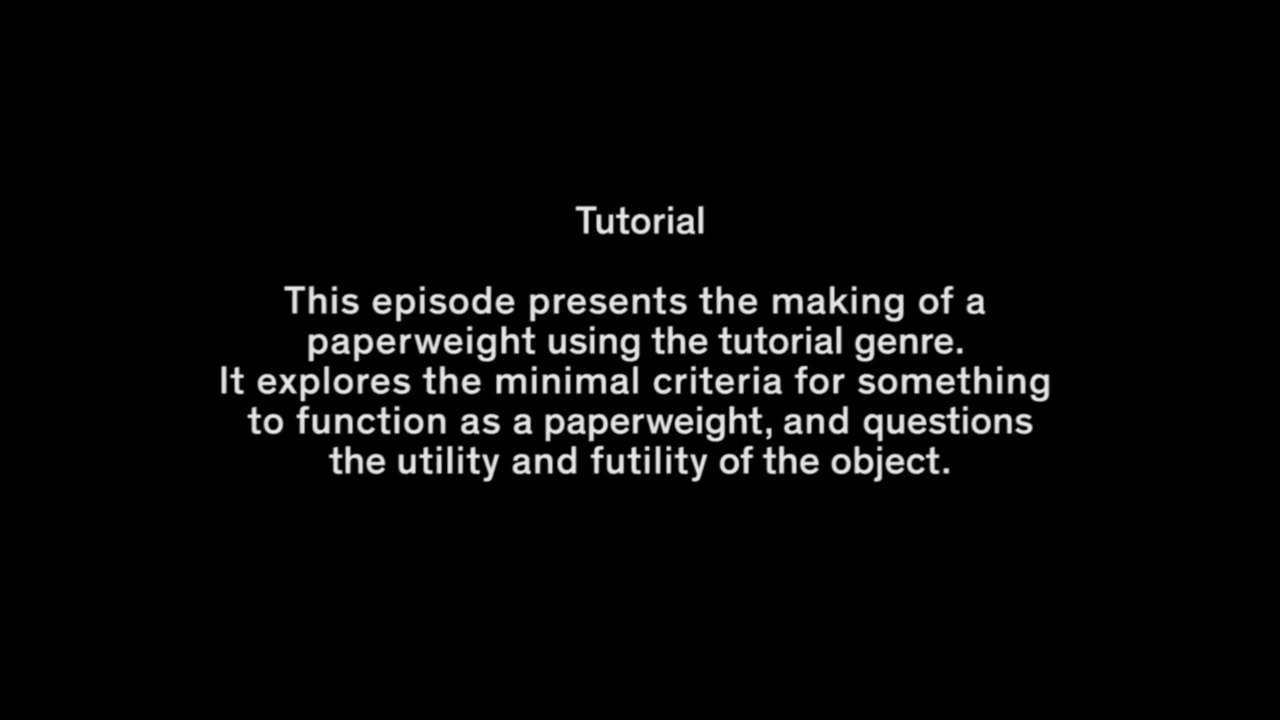 Tutorial
This episode presents the making of a
paperweight using the tutorial genre.
It explores the minimal criteria for something
to function as a paperweight, and questions
the utility and futility of the object.